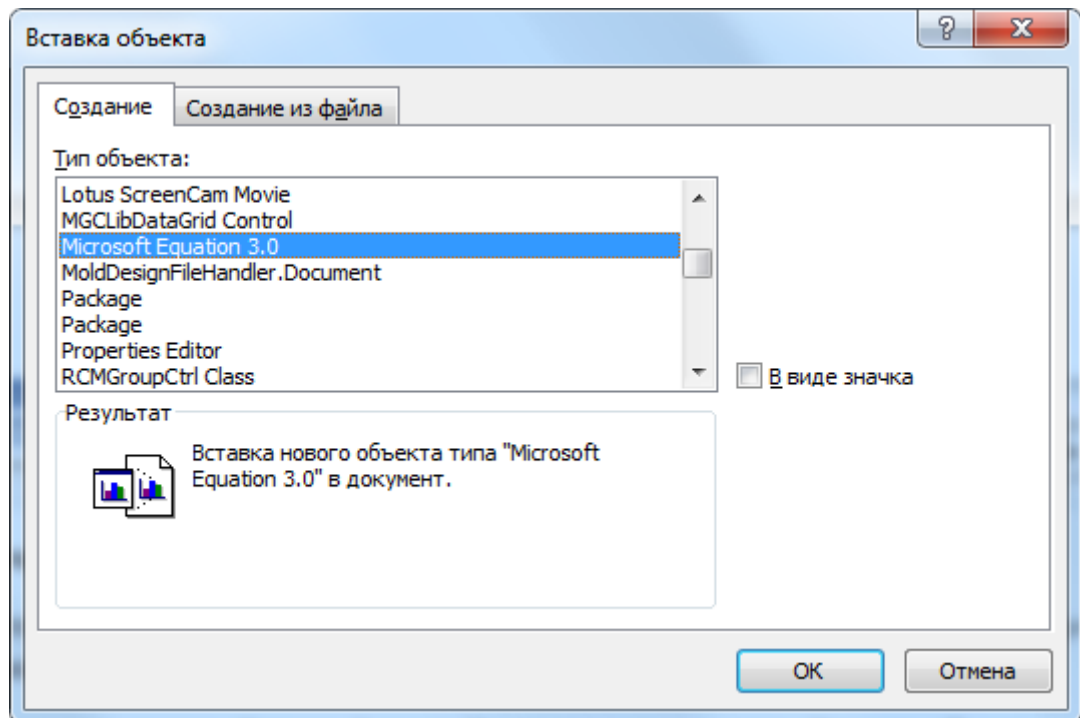 Вставка объекта
Создание
Создание из файла
Тип объекта:
Lotus ScreenCam Movie
MGCLibDataGrid Control
Microsoft Equation 3.0
MoldDesignFileHandler.Document
Package
Package
Properties Editor
RCMGroupCtrl Class
В виде значка
Результат
Вставка нового объекта типа "Microsoft
Equation 3.0" в документ.
ОК
Отмена